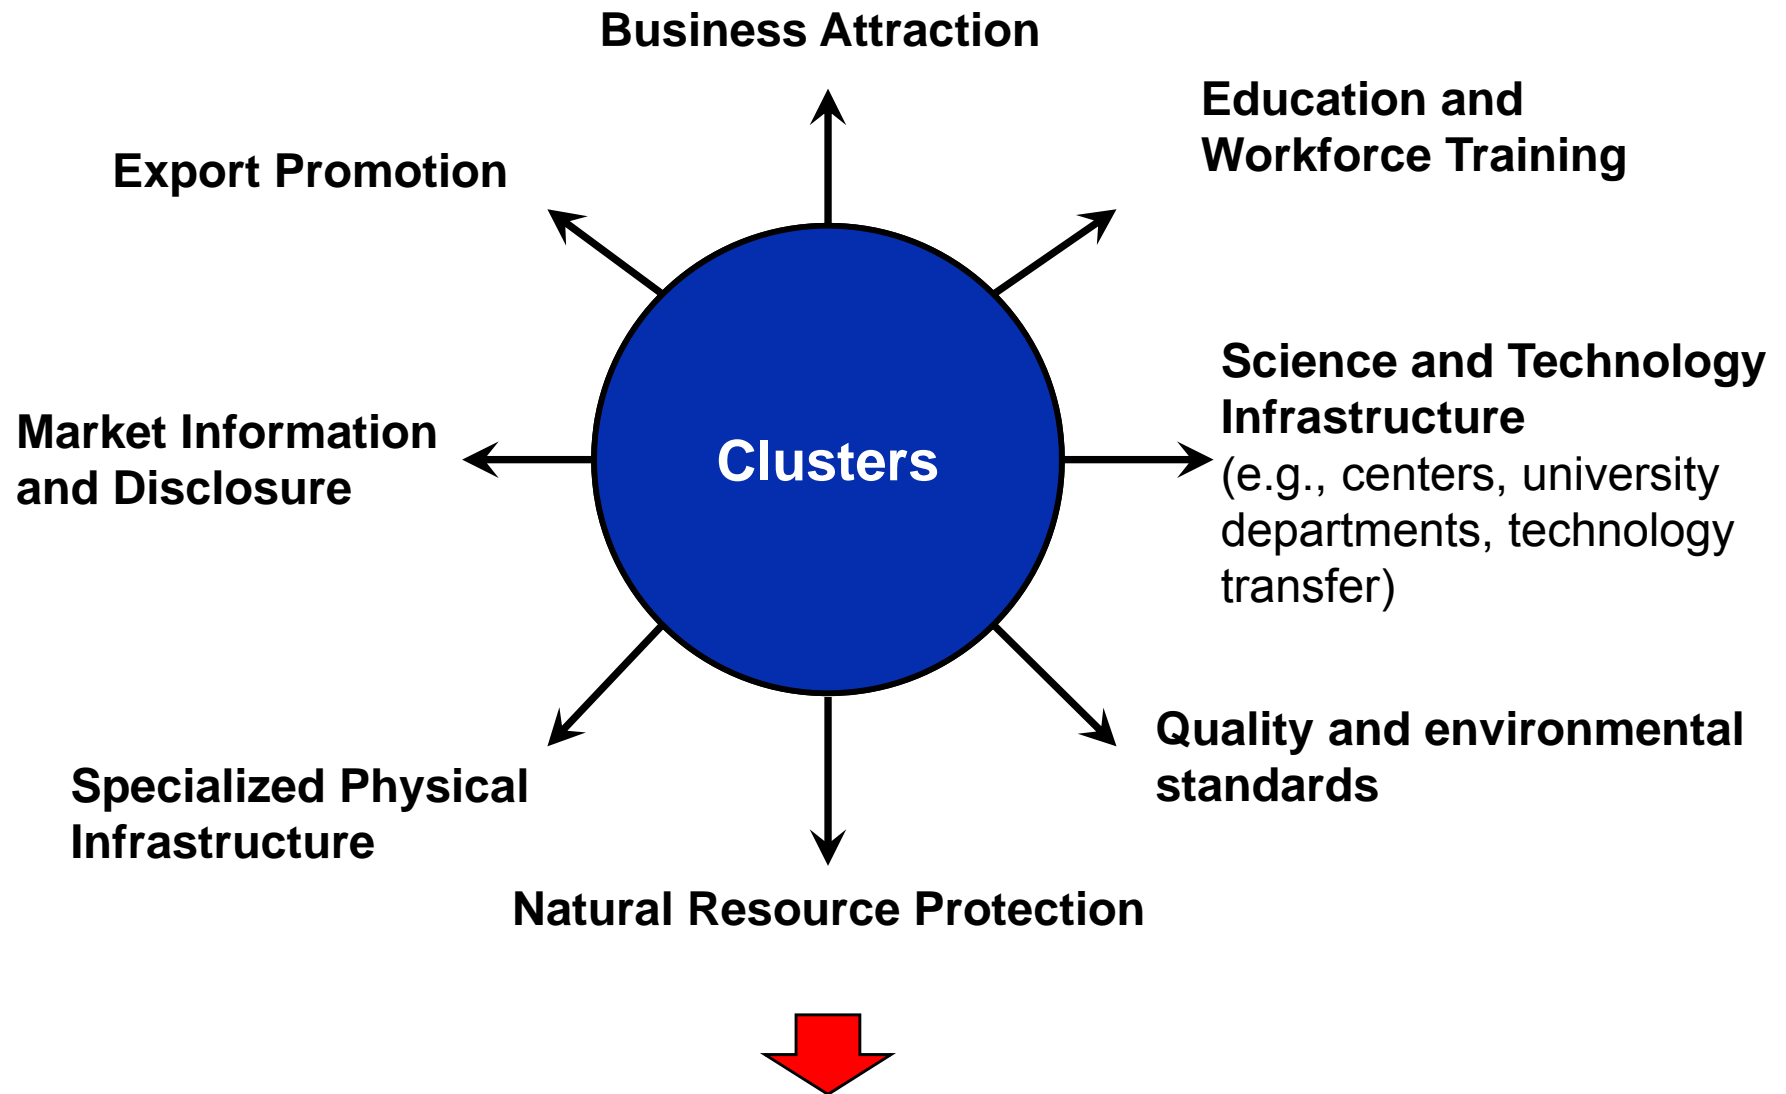 Business Attraction
Education and
Workforce Training
Export Promotion
Science and Technology
Infrastructure
(e.g., centers, university
departments, technology
transfer)
Market Information
and Disclosure
Clusters
Quality and environmental
standards
Specialized Physical
Infrastructure
Natural Resource Protection